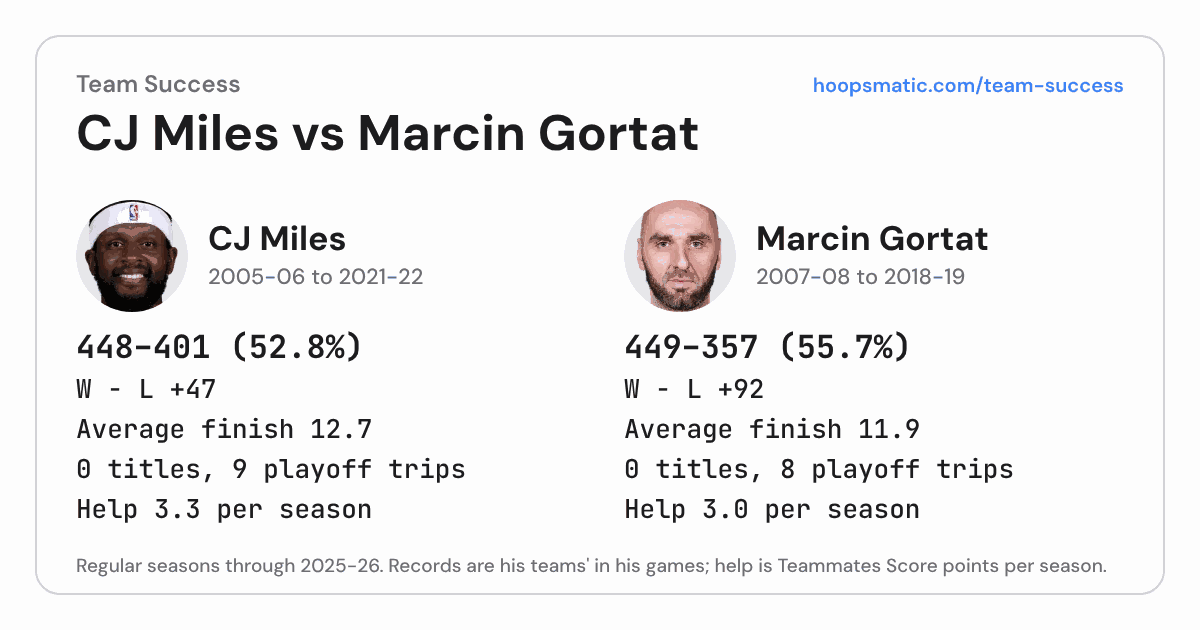 Team Success
hoopsmatic.com/team-success
CJ Miles vs Marcin Gortat
CJ Miles
2005-06 to 2021-22
448-401 (52.8%)
W - L +47
Average finish 12.7
0 titles, 9 playoff trips
Help 3.3 per season
Marcin Gortat
2007-08 to 2018-19
449-357 (55.7%)
W - L +92
Average finish 11.9
0 titles, 8 playoff trips
Help 3.0 per season
Regular seasons through 2025-26. Records are his teams' in his games; help is Teammates Score points per season.